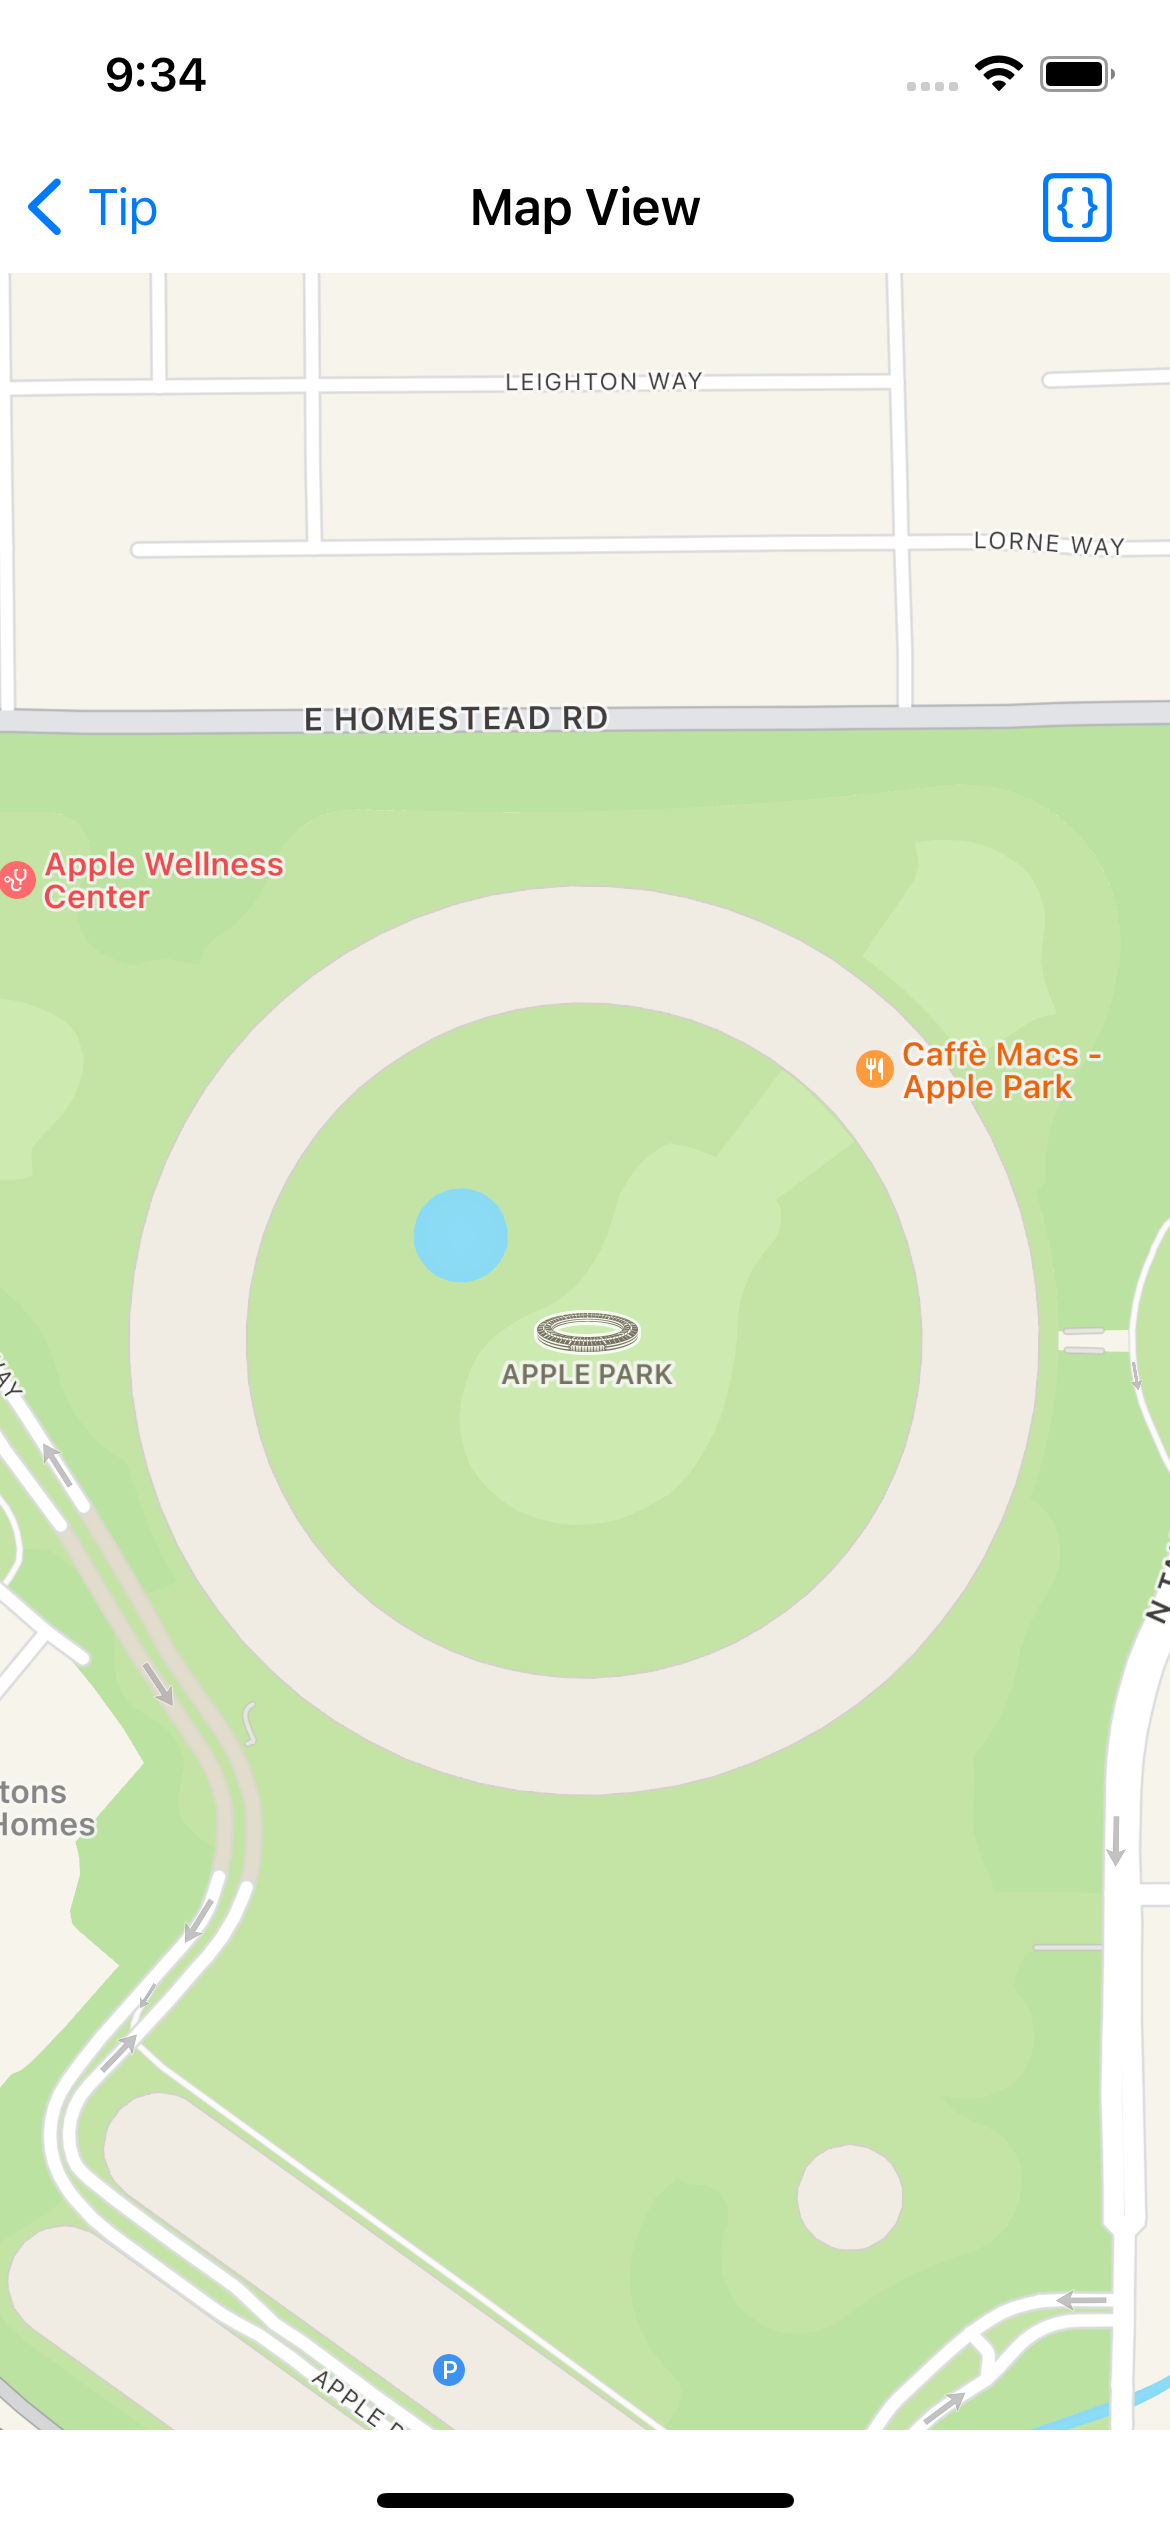 9:34
Tip
Map View
{}
LEIGHTON WAY
LORNE WAY
E HOMESTEAD RD
Apple Wellness
Center
Caffè Macs -
Apple Park
APPLE PARK
tons
Homes
P
APPLE